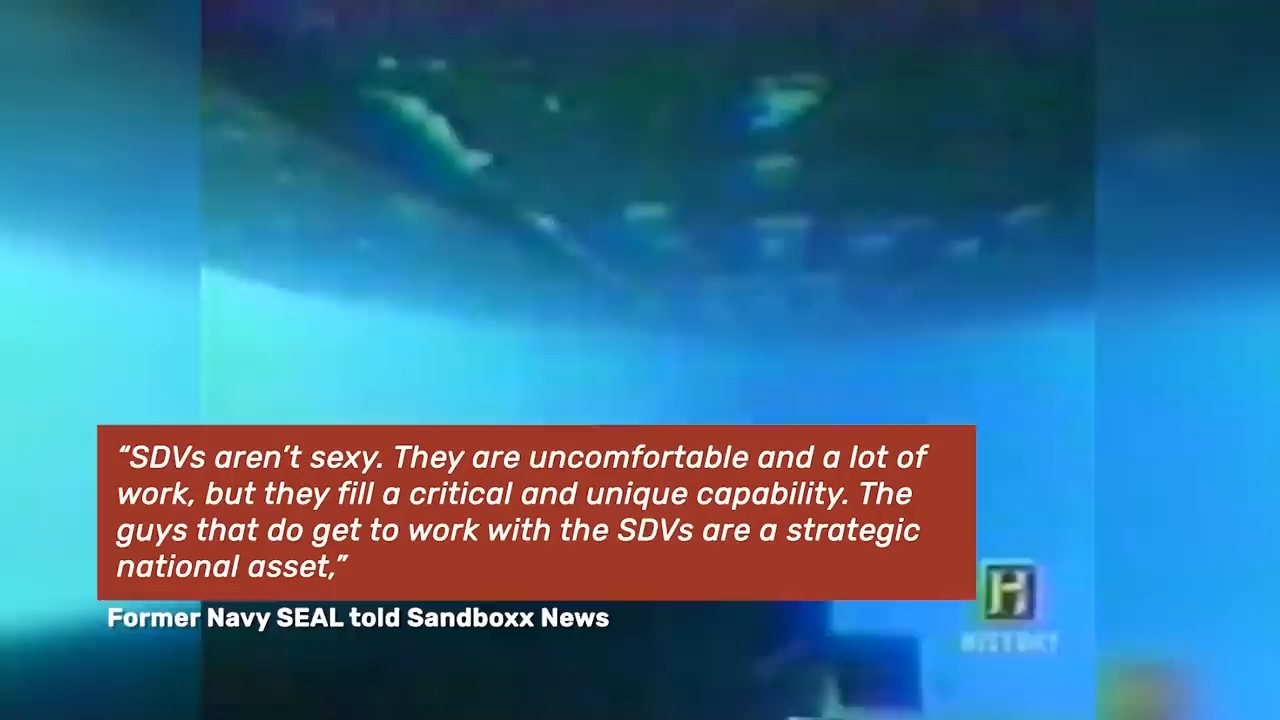 “SDVs aren’t sexy. They are uncomfortable and a lot of
work, but they fill a critical and unique capability. The
guys that do get to work with the SDVs are a strategic
national asset,”
Former Navy SEAL told Sandboxx News
H
HISTORY